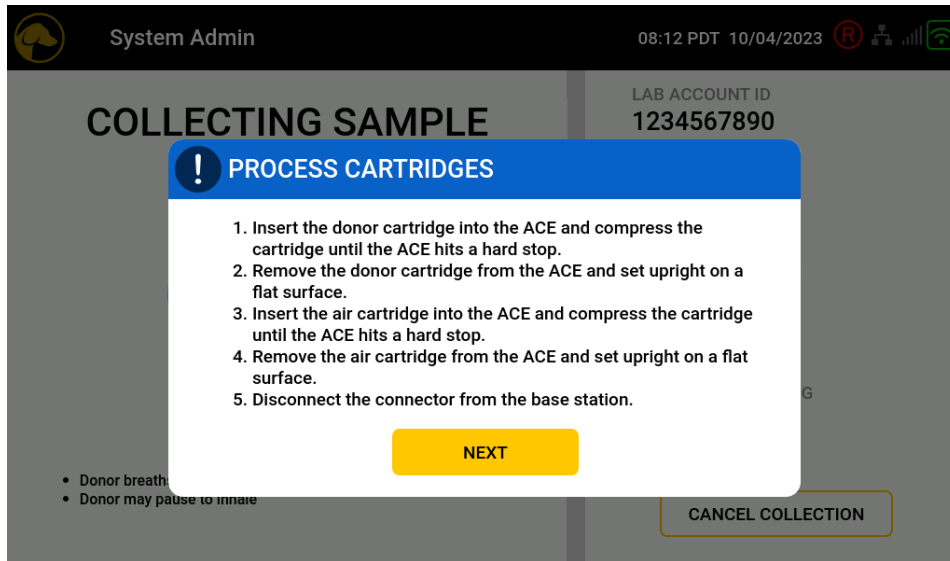 System Admin
08:12 PDT 10/04/2023 R
COLLECTING SAMPLE
LAB ACCOUNT ID
1234567890
! PROCESS CARTRIDGES
1. Insert the donor cartridge into the ACE and compress the
cartridge until the ACE hits a hard stop.
2. Remove the donor cartridge from the ACE and set upright on a
flat surface.
3. Insert the air cartridge into the ACE and compress the cartridge
until the ACE hits a hard stop.
4. Remove the air cartridge from the ACE and set upright on a flat
surface.
5. Disconnect the connector from the base station.
G
NEXT
• Donor breath
• Donor may pause to inhale
CANCEL COLLECTION